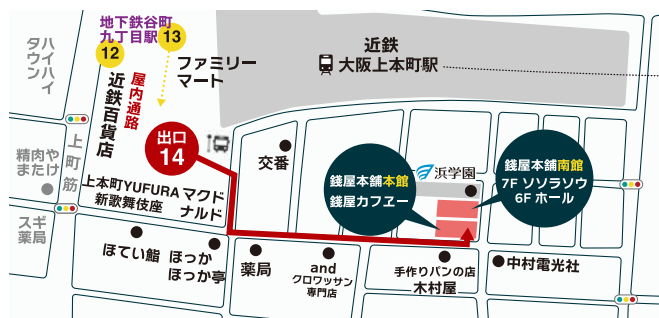 地下鉄谷町
九丁目駅
13
12
ハイハイ
タウン
近鉄百貨店
屋内通路
ファミリー
マート
近鉄
大阪上本町駅
出口
14
上町筋
精肉や
またけ
上本町YUFURA
新歌舞伎座
マクド
ナルド
交番
銭屋本舗本館
銭屋カフヱー
浜学園
銭屋本舗南館
7F ソソラソウ
6F ホール
スギ
薬局
ほてい鮨
ほっか
ほっか亭
薬局
and
クロワッサン
専門店
手作りパンの店
木村屋
中村電光社